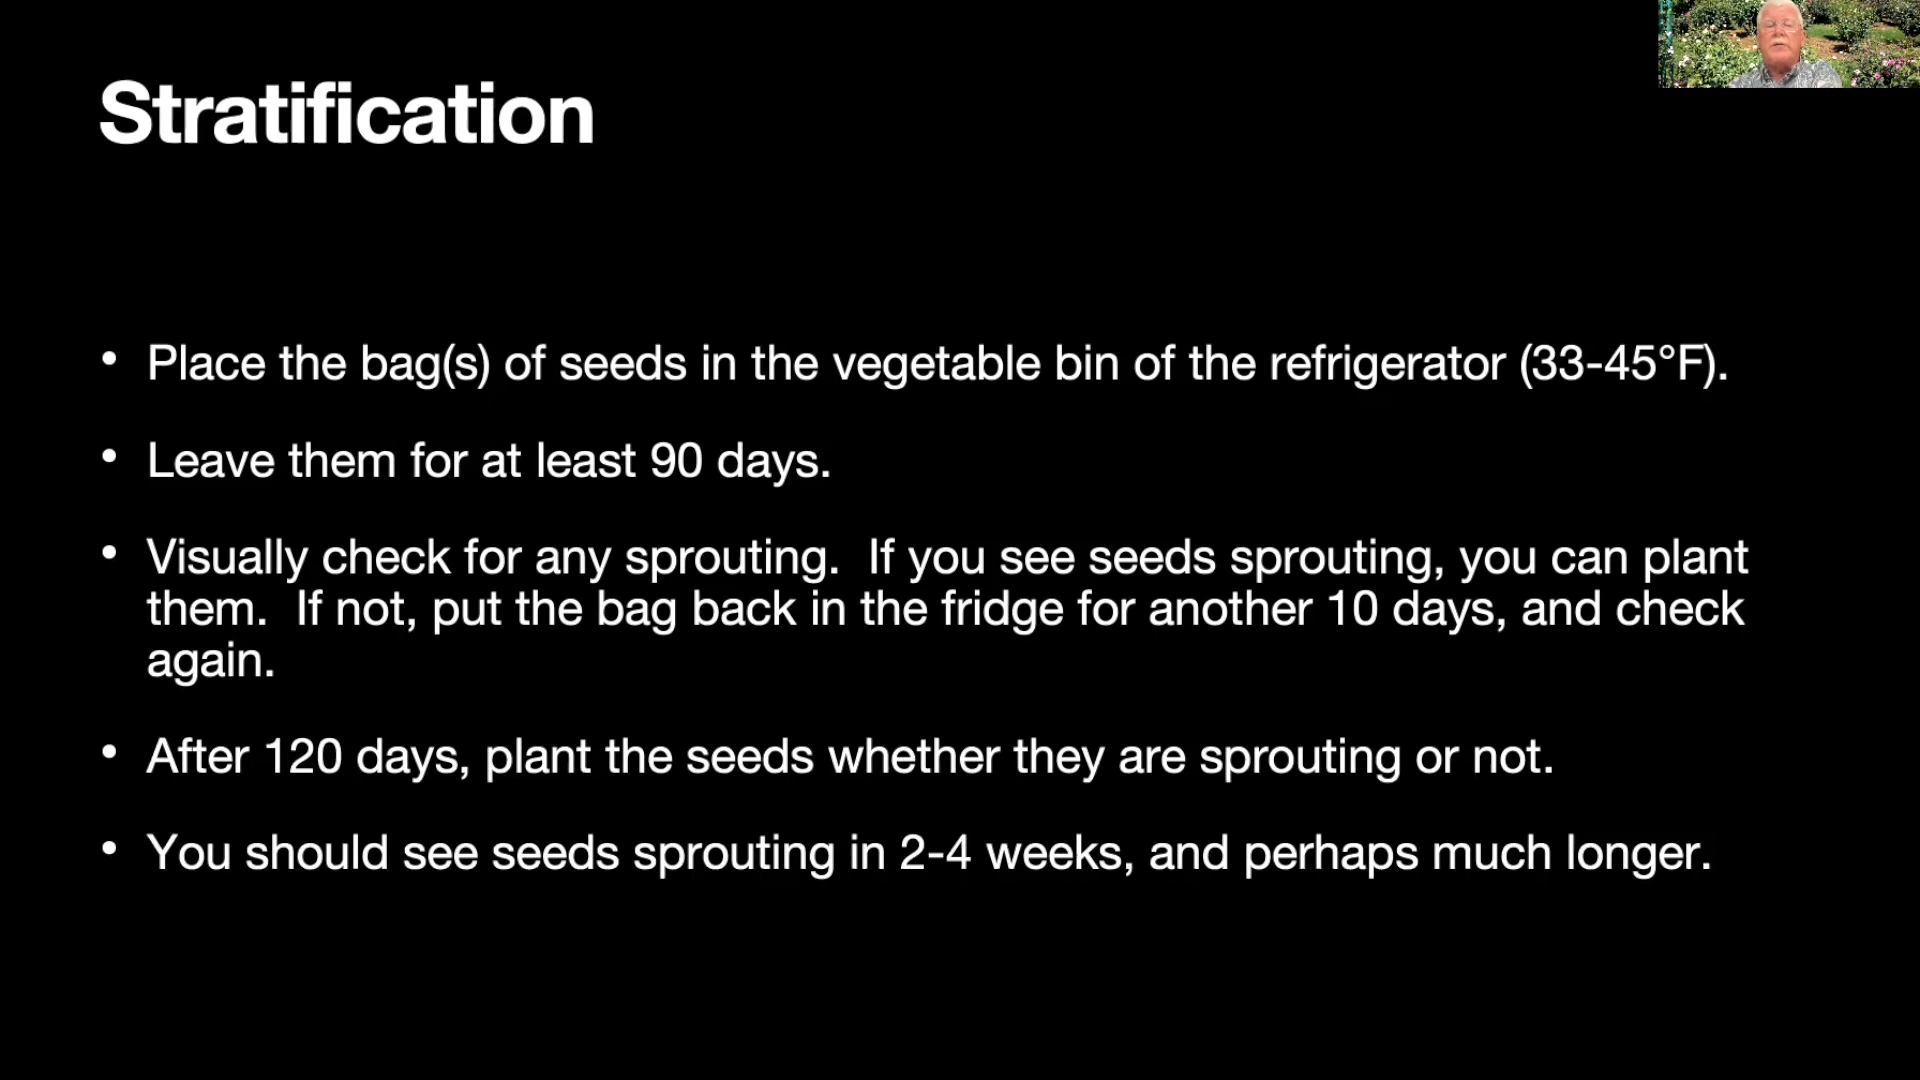 Stratification
• Place the bag(s) of seeds in the vegetable bin of the refrigerator (33-45°F).
• Leave them for at least 90 days.
• Visually check for any sprouting.  If you see seeds sprouting, you can plant
them.  If not, put the bag back in the fridge for another 10 days, and check
again.
• After 120 days, plant the seeds whether they are sprouting or not.
• You should see seeds sprouting in 2-4 weeks, and perhaps much longer.